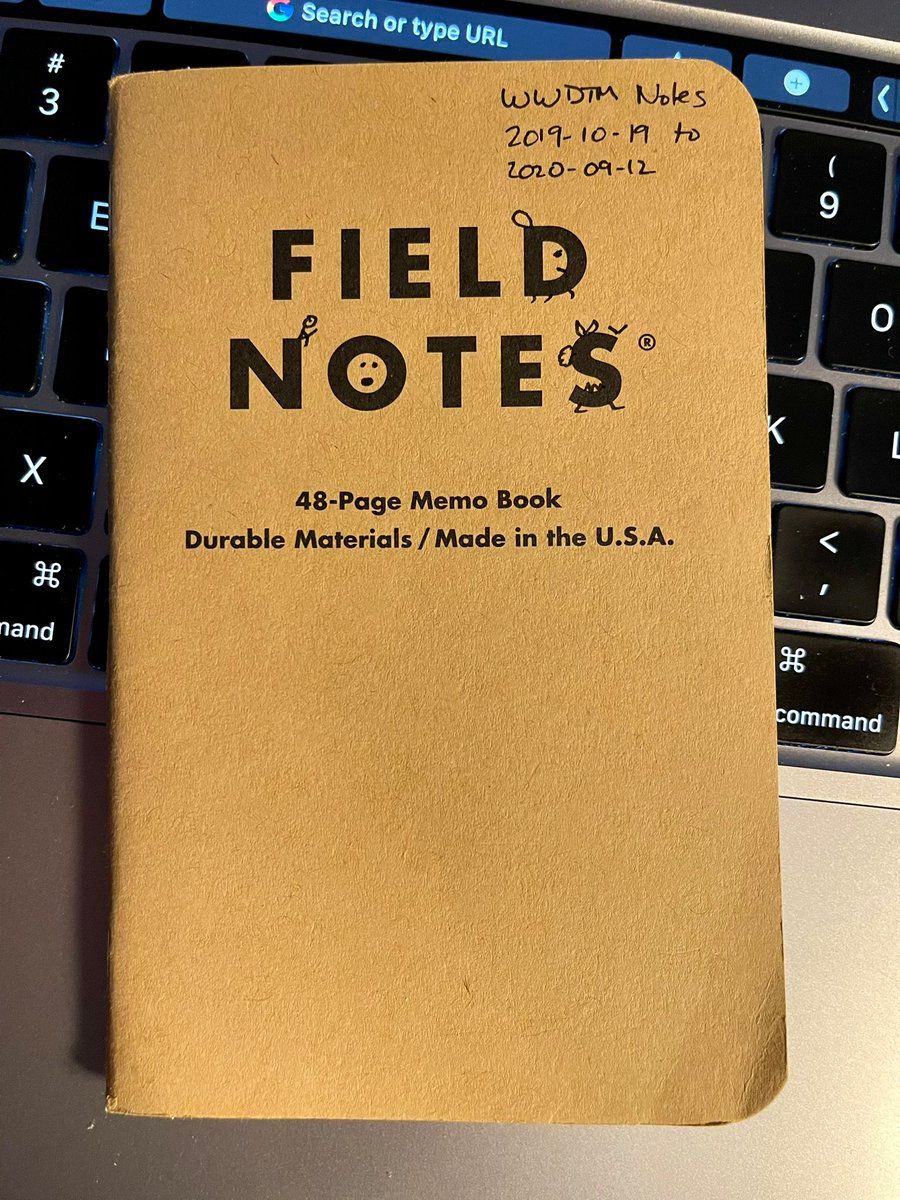 Search or type URL
#
3
(
9
E
O
X
K
L
<
,
⌘
mand
⌘
command
WWDTM Notes
2019-10-19 to
2020-09-12
FIELD
NOTES®
48-Page Memo Book
Durable Materials / Made in the U.S.A.